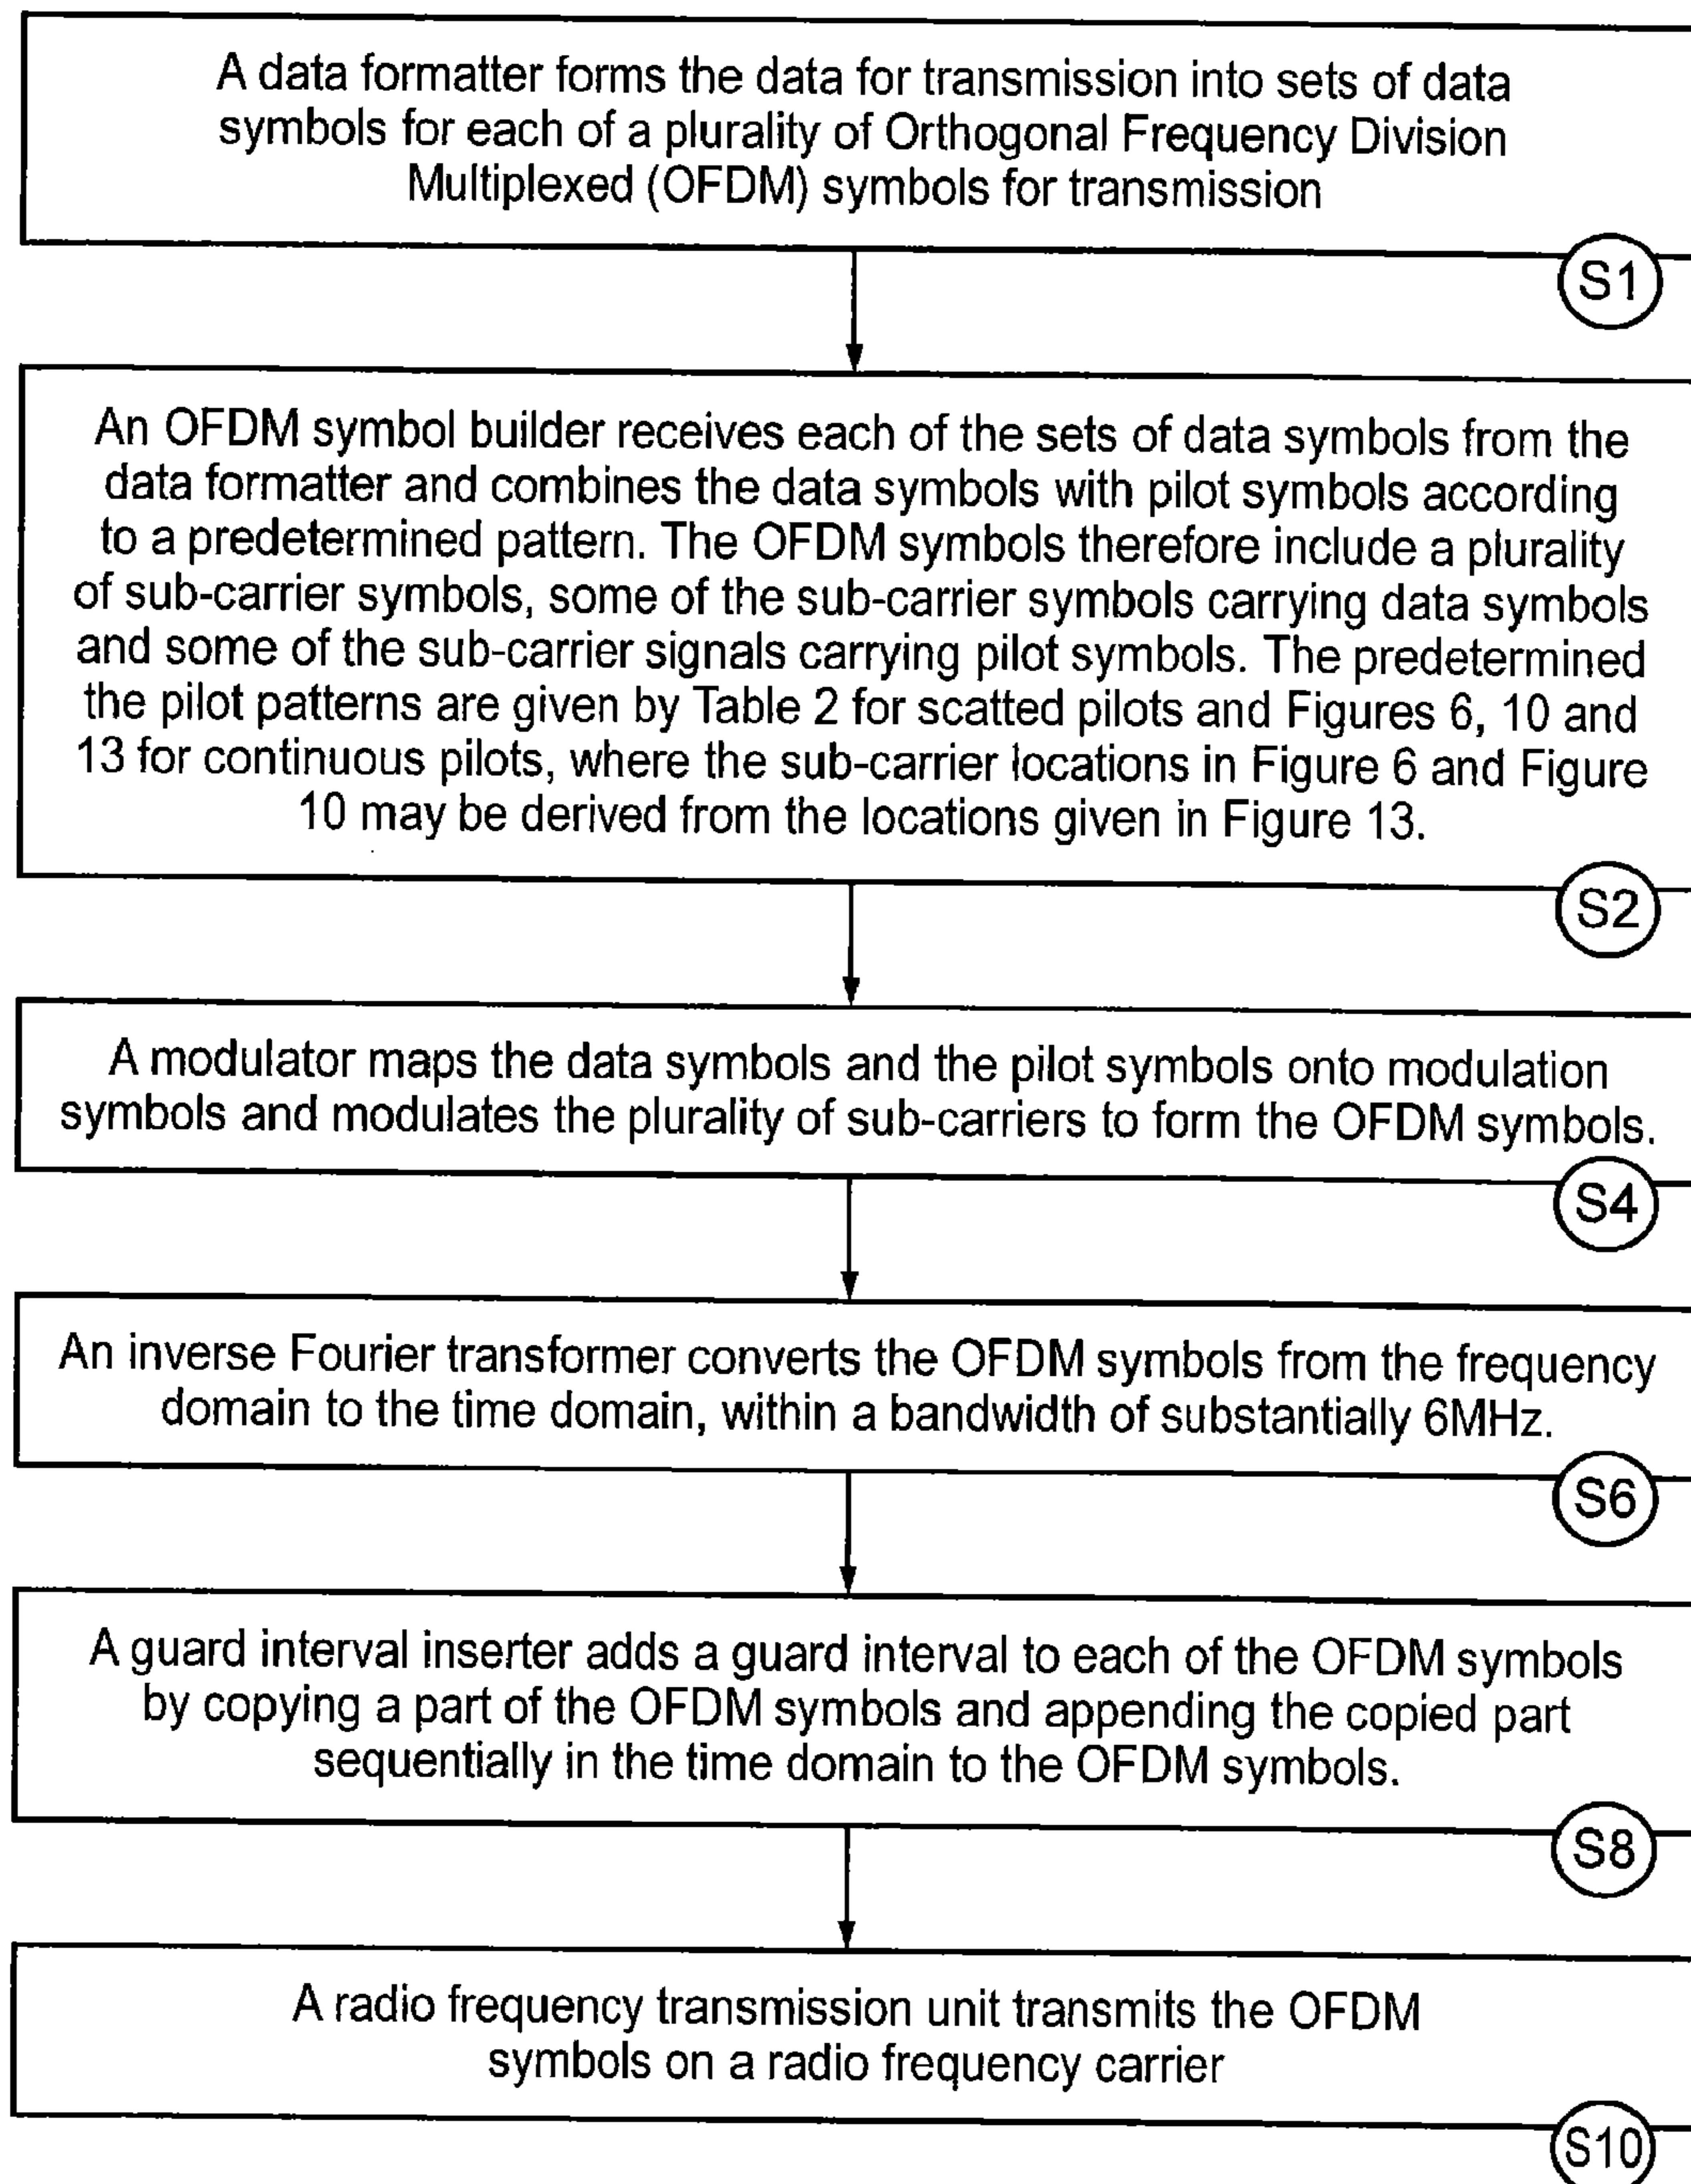 A data formatter forms the data for transmission into sets of data
symbols for each of a plurality of Orthogonal Frequency Division
Multiplexed (OFDM) symbols for transmission
S1
An OFDM symbol builder receives each of the sets of data symbols from the
data formatter and combines the data symbols with pilot symbols according
to a predetermined pattern. The OFDM symbols therefore include a plurality
of sub-carrier symbols, some of the sub-carrier symbols carrying data symbols
and some of the sub-carrier signals carrying pilot symbols. The predetermined
the pilot patterns are given by Table 2 for scatted pilots and Figures 6, 10 and
13 for continuous pilots, where the sub-carrier locations in Figure 6 and Figure
10 may be derived from the locations given in Figure 13.
S2
A modulator maps the data symbols and the pilot symbols onto modulation
symbols and modulates the plurality of sub-carriers to form the OFDM symbols.
S4
An inverse Fourier transformer converts the OFDM symbols from the frequency
domain to the time domain, within a bandwidth of substantially 6MHz.
S6
A guard interval inserter adds a guard interval to each of the OFDM symbols
by copying a part of the OFDM symbols and appending the copied part
sequentially in the time domain to the OFDM symbols.
S8
A radio frequency transmission unit transmits the OFDM
symbols on a radio frequency carrier
S10